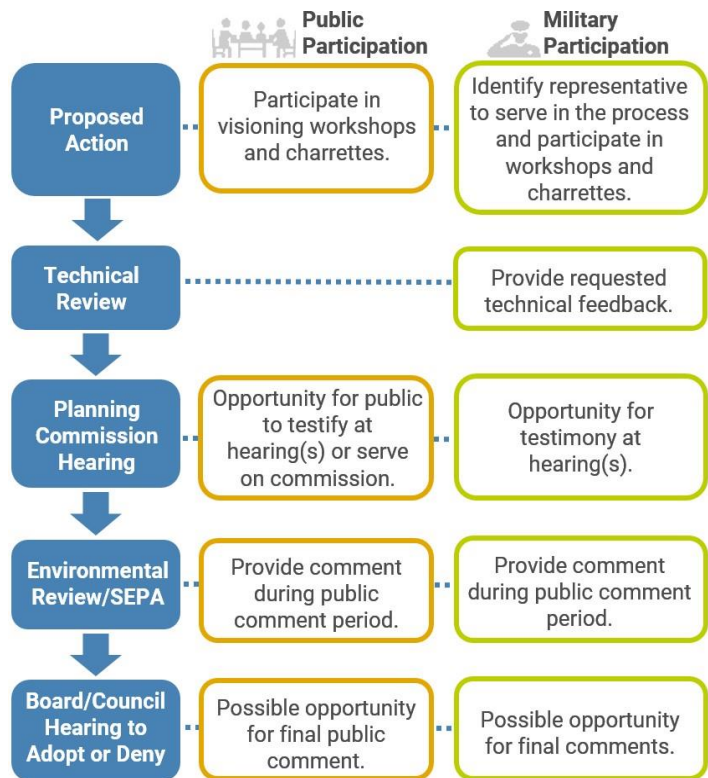 Public
Participation
Military
Participation
Proposed
Action
Participate in
visioning workshops
and charrettes.
Identify representative
to serve in the process
and participate in
workshops and
charrettes.
Technical
Review
Provide requested
technical feedback.
Planning
Commission
Hearing
Opportunity for public
to testify at
hearing(s) or serve
on commission.
Opportunity for
testimony at
hearing(s).
Environmental
Review/SEPA
Provide comment
during public
comment period.
Provide comment
during public comment
period.
Board/Council
Hearing to
Adopt or Deny
Possible opportunity
for final public
comment.
Possible opportunity
for final comments.